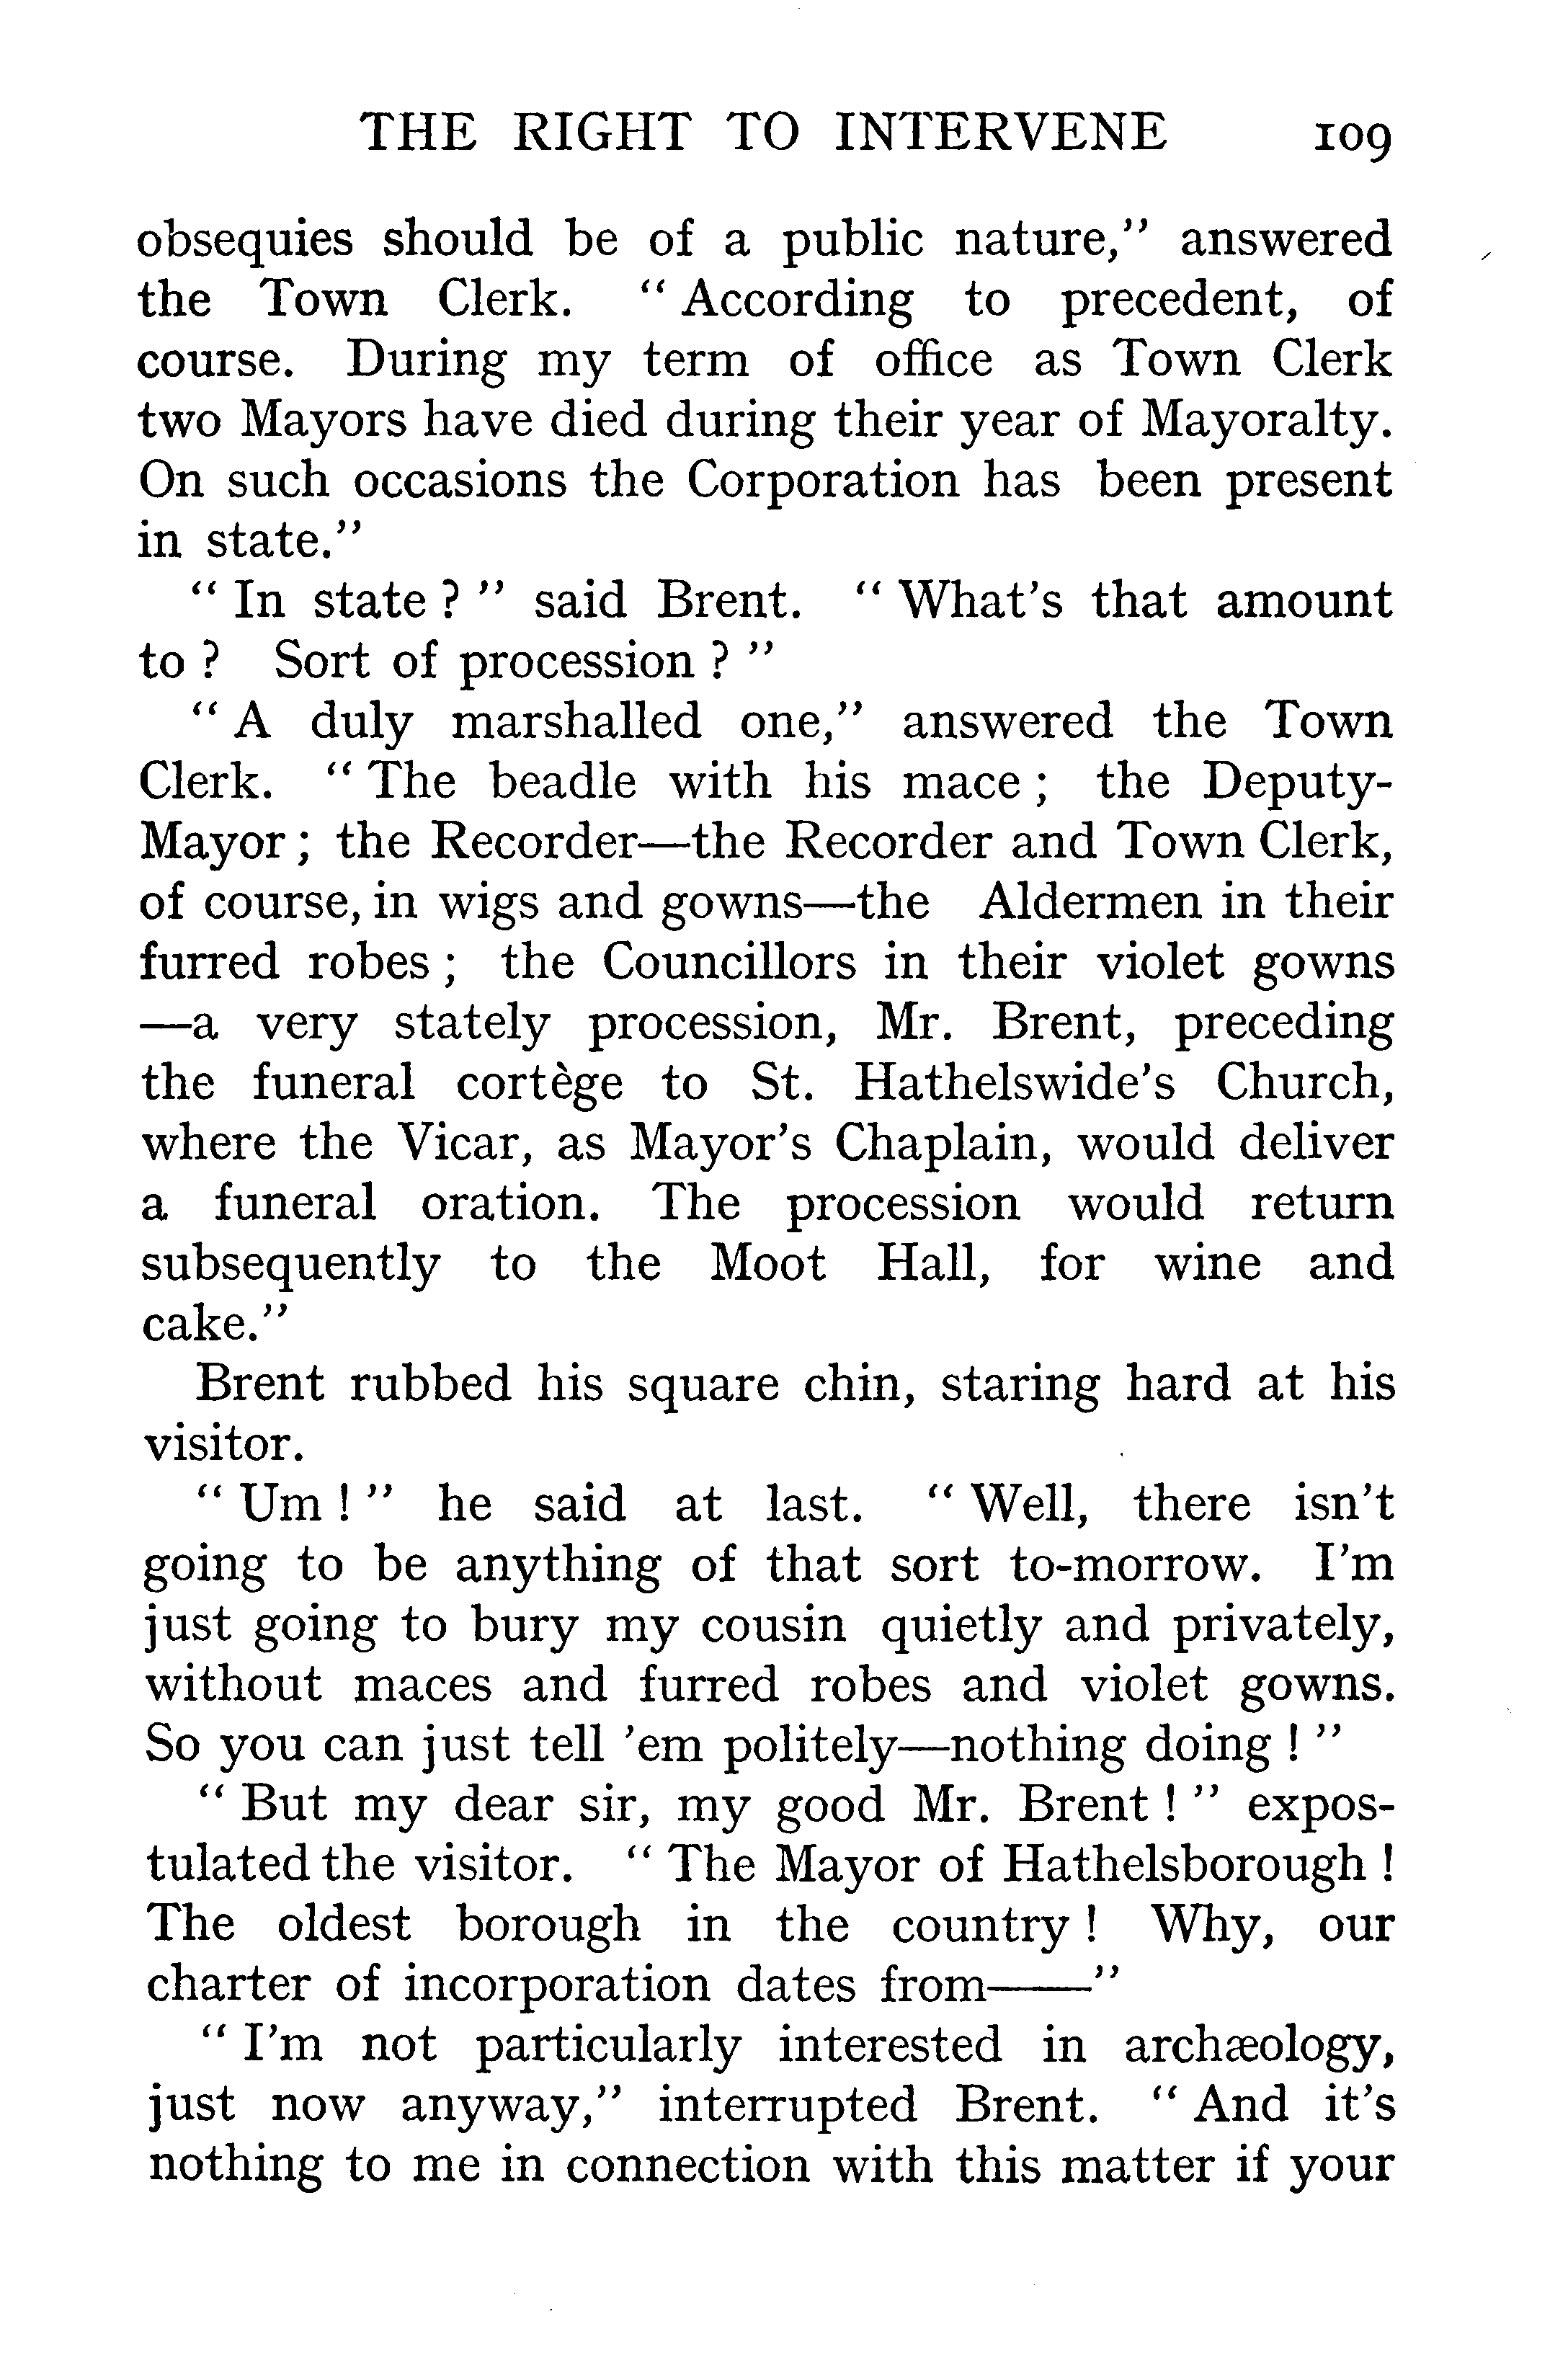 THE RIGHT TO INTERVENE 109
obsequies should be of a public nature,” answered
the Town Clerk. “ According to precedent, of
course. During my term of office as Town Clerk
two Mayors have died during their year of Mayoralty.
On such occasions the Corporation has been present
in state.”
“ In state ? ” said Brent. “ What's that amount
to ? Sort of procession ? ”
“ A duly marshalled one,” answered the Town
Clerk. “ The beadle with his mace ; the Deputy-
Mayor ; the Recorder—the Recorder and Town Clerk,
of course, in wigs and gowns—the Aldermen in their
furred robes ; the Councillors in their violet gowns
—a very stately procession, Mr. Brent, preceding
the funeral cortège to St. Hathelswide's Church,
where the Vicar, as Mayor's Chaplain, would deliver
a funeral oration. The procession would return
subsequently to the Moot Hall, for wine and
cake.”
Brent rubbed his square chin, staring hard at his
visitor.
“ Um ! ” he said at last. “ Well, there isn't
going to be anything of that sort to-morrow. I'm
just going to bury my cousin quietly and privately,
without maces and furred robes and violet gowns.
So you can just tell ’em politely—nothing doing ! ”
“ But my dear sir, my good Mr. Brent ! ” expos-
tulated the visitor. “ The Mayor of Hathelsborough !
The oldest borough in the country ! Why, our
charter of incorporation dates from——”
“ I'm not particularly interested in archæology,
just now anyway,” interrupted Brent. “ And it's
nothing to me in connection with this matter if your